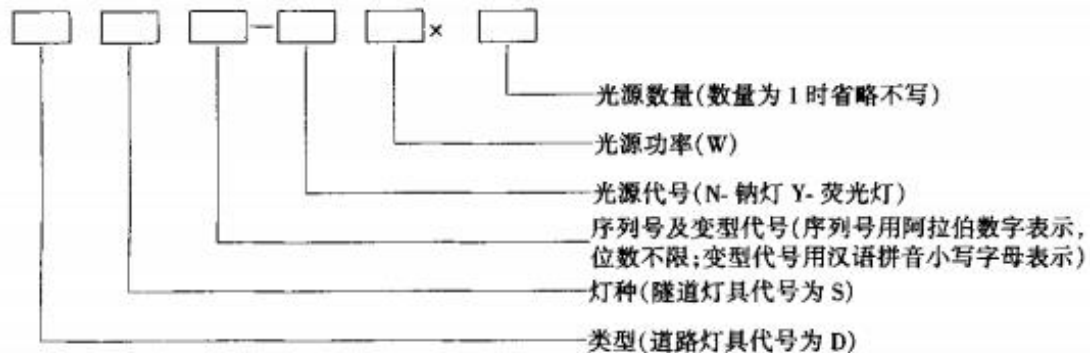 — ×
光源数量(数量为 1 时省略不写)
光源功率(W)
光源代号(N- 钠灯 Y- 荧光灯)
序列号及变型代号(序列号用阿拉伯数字表示,
位数不限;变型代号用汉语拼音小写字母表示)
灯种(隧道灯具代号为 S)
类型(道路灯具代号为 D)